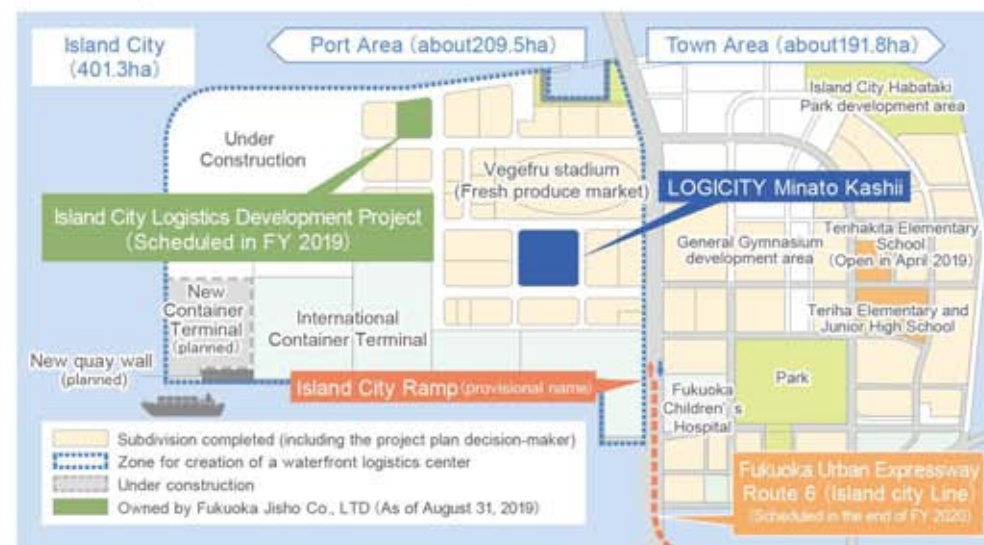 Island City
(401.3ha)
Port Area (about209.5ha)
Town Area (about191.8ha)
Island City Habataki
Park development area
Under
Construction
Vegefru stadium
(Fresh produce market)
LOGICITY Minato Kashii
Island City Logistics Development Project
(Scheduled in FY 2019)
General Gymnasium
development area
Terihakita Elementary
School
(Open in April 2019)
New
Container
Terminal
(planned)
International
Container Terminal
Teriha Elementary and
Junior High School
New quay wall
(planned)
Island City Ramp(provisional name)
Fukuoka
Children's
Hospital
Park
Subdivision completed (including the project plan decision-maker)
Zone for creation of a waterfront logistics center
Under construction
Owned by Fukuoka Jisho Co., LTD (As of August 31, 2019)
Fukuoka Urban Expressway
Route 6 (Island city Line)
(Scheduled in the end of FY 2020)